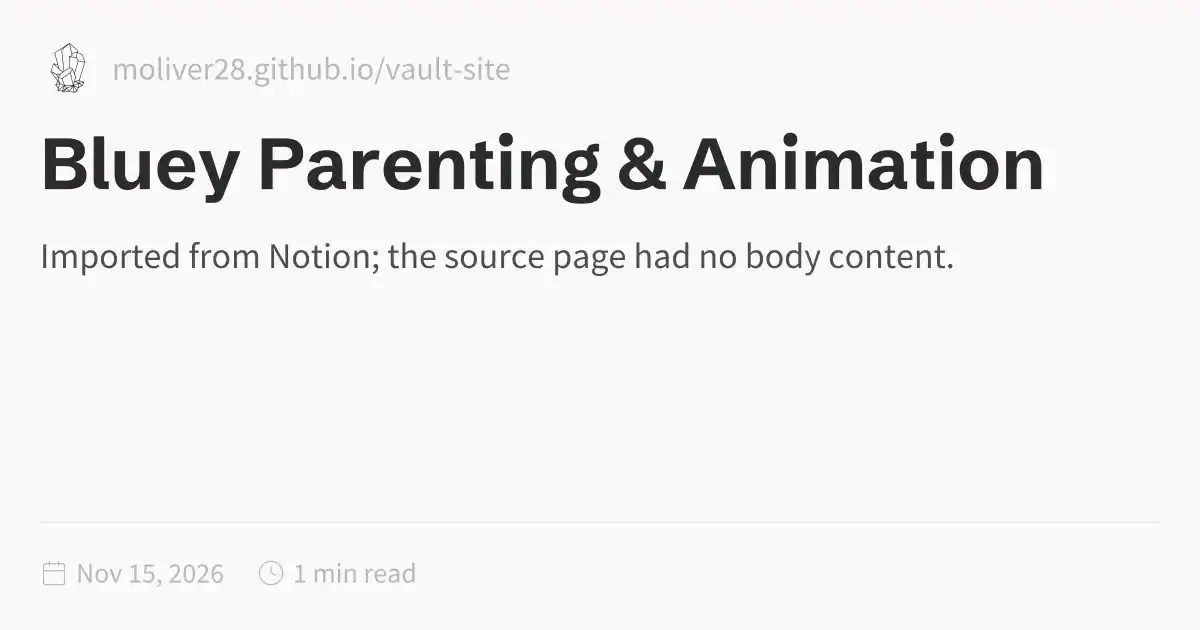 moliver28.github.io/vault-site
Bluey Parenting & Animation
Imported from Notion; the source page had no body content.
Nov 15, 2026 1 min read